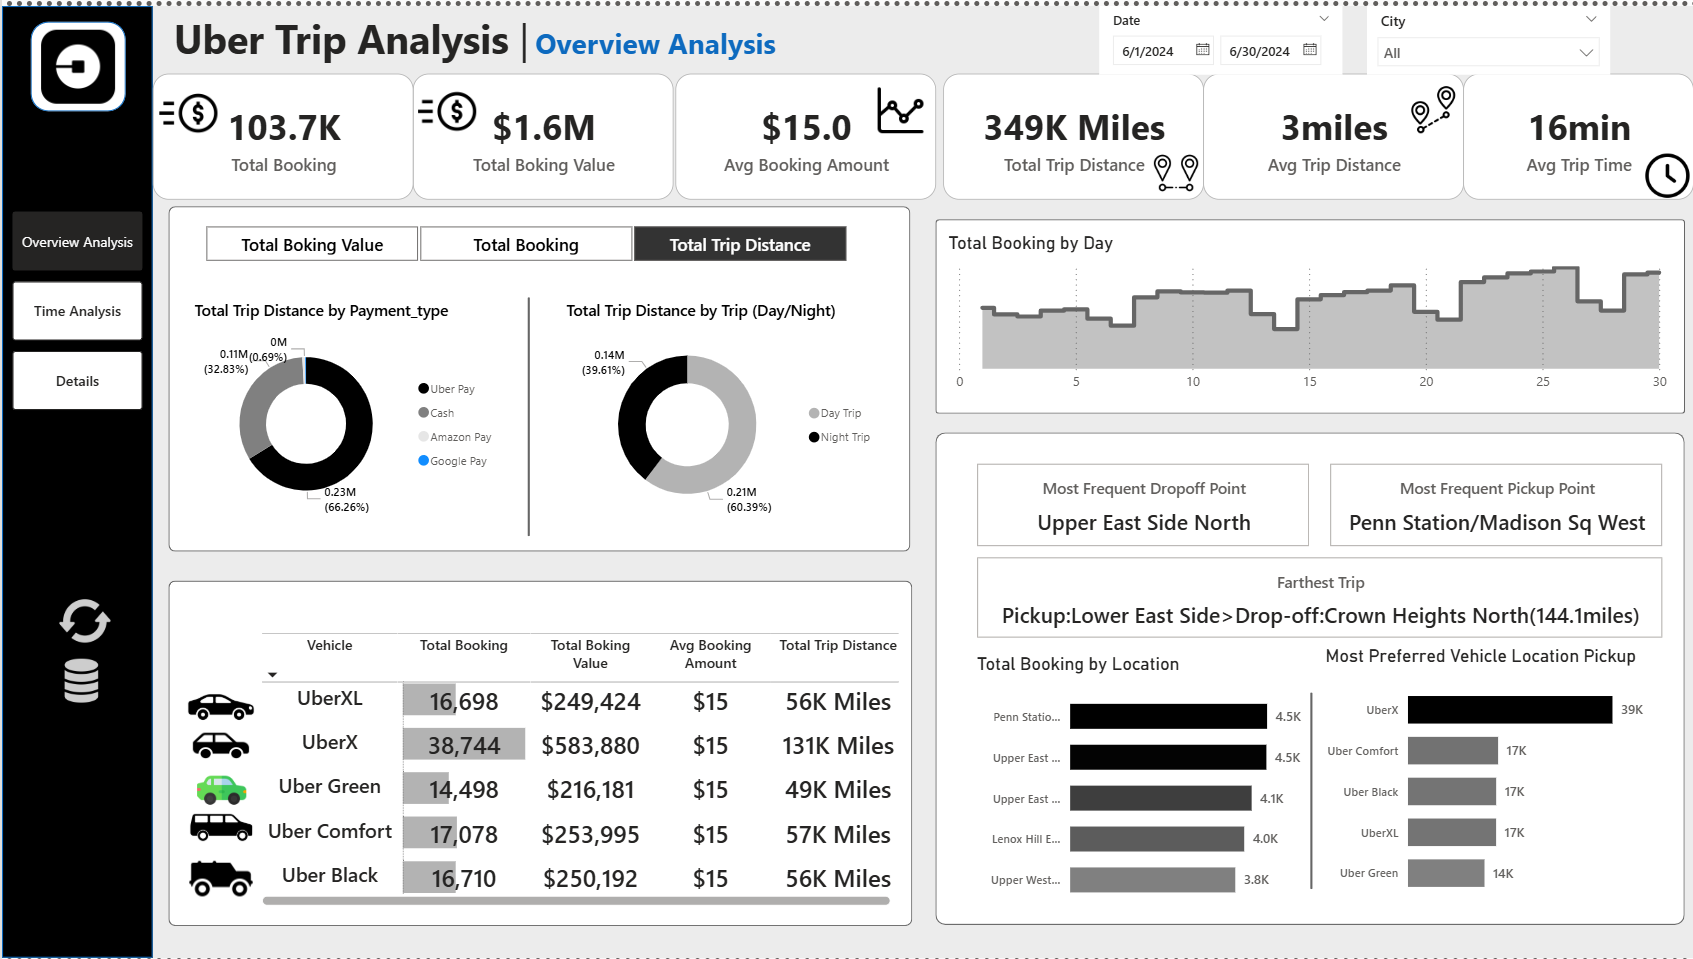 Uber Trip Analysis | Overview Analysis
Date
6/1/2024 6/30/2024
City
All
103.7K
Total Booking
$1.6M
Total Boking Value
$15.0
Avg Booking Amount
349K Miles
Total Trip Distance
3miles
Avg Trip Distance
16min
Avg Trip Time
Overview Analysis
Time Analysis
Details
Total Boking Value Total Booking Total Trip Distance
Total Trip Distance by Payment_type
0M
(0.69%)
0.11M
(32.83%)
0.23M
(66.26%)
Uber Pay
Cash
Amazon Pay
Google Pay
Total Trip Distance by Trip (Day/Night)
0.14M
(39.61%)
0.21M
(60.39%)
Day Trip
Night Trip
Total Booking by Day
0 5 10 15 20 25 30
Most Frequent Dropoff Point
Upper East Side North
Most Frequent Pickup Point
Penn Station/Madison Sq West
Farthest Trip
Pickup:Lower East Side>Drop-off:Crown Heights North(144.1miles)
Vehicle Total Booking Total Boking Value Avg Booking Amount Total Trip Distance
UberXL 16,698 $249,424 $15 56K Miles
UberX 38,744 $583,880 $15 131K Miles
Uber Green 14,498 $216,181 $15 49K Miles
Uber Comfort 17,078 $253,995 $15 57K Miles
Uber Black 16,710 $250,192 $15 56K Miles
Total Booking by Location
Penn Statio... 4.5K
Upper East ... 4.5K
Upper East ... 4.1K
Lenox Hill E... 4.0K
Upper West... 3.8K
Most Preferred Vehicle Location Pickup
UberX 39K
Uber Comfort 17K
Uber Black 17K
UberXL 17K
Uber Green 14K